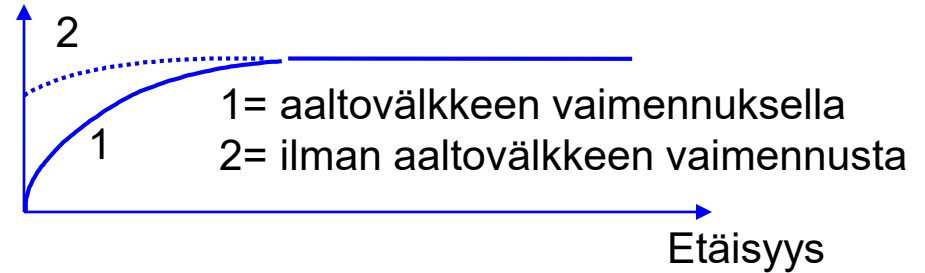 2
1= aaltovälkkeen vaimennuksella
1
2= ilman aaltovälkkeen vaimennusta
Etäisyys